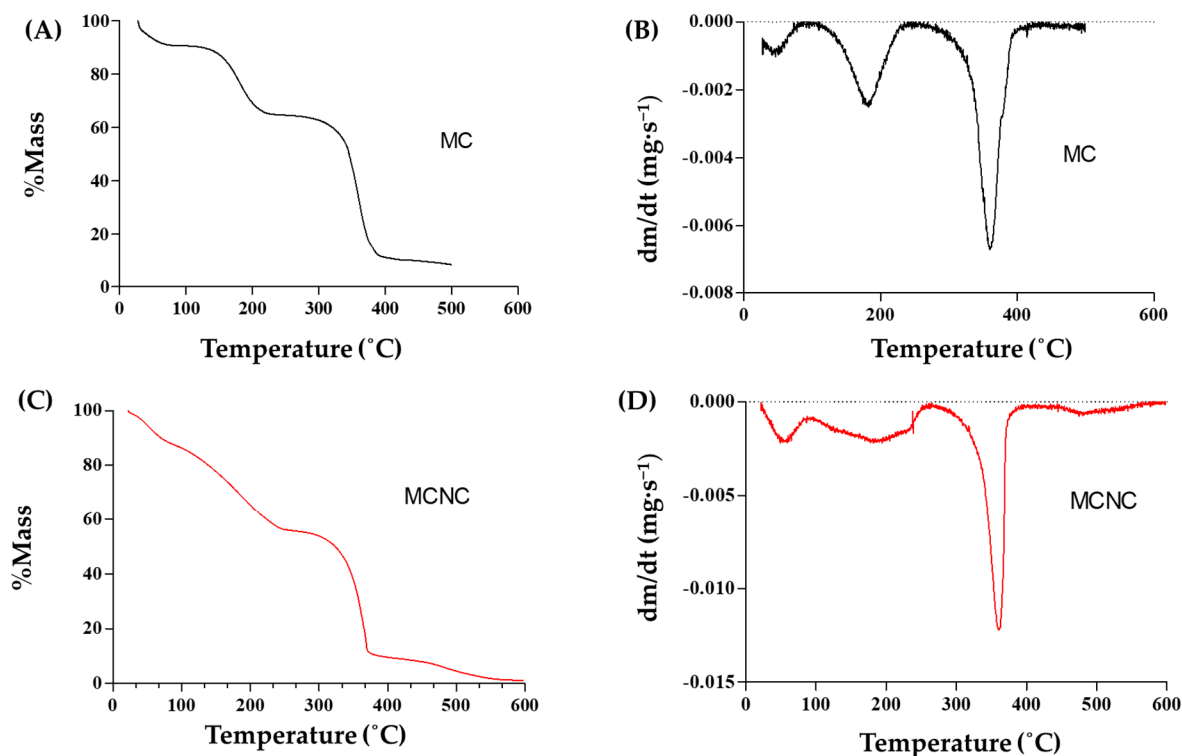 (A)
100
80
60
40
20
0
%Mass
MC
0 100 200 300 400 500 600
Temperature (°C)
(B)
0.000
-0.002
-0.004
-0.006
-0.008
dm/dt (mg·s⁻¹)
MC
0 200 400 600
Temperature (°C)
(C)
100
80
60
40
20
0
%Mass
MCNC
0 100 200 300 400 500 600
Temperature (°C)
(D)
0.000
-0.005
-0.010
-0.015
dm/dt (mg·s⁻¹)
MCNC
0 100 200 300 400 500 600
Temperature (°C)